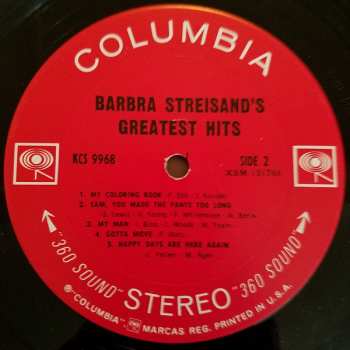 COLUMBIA
BARBRA STREISAND'S
GREATEST HITS
KCS 9968
SIDE 2
1. MY COLORING BOOK
2. SAM, YOU MADE THE PANTS TOO LONG
3. MY MAN
4. GOTTA MOVE
5. HAPPY DAYS ARE HERE AGAIN
"360 SOUND" STEREO "360 SOUND"
® "COLUMBIA" MARCAS REG. PRINTED IN U.S.A.